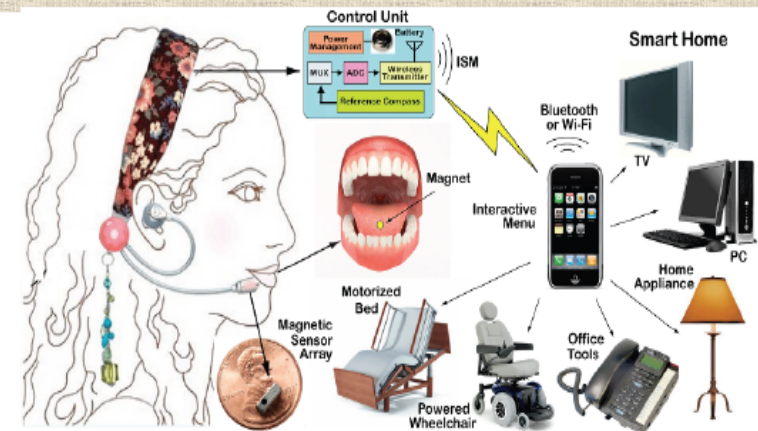 Control Unit
Power
Management
Battery
MUX
ADC
Wireless
Transmitter
Reference Compass
ISM
Smart Home
Bluetooth
or Wi-Fi
TV
Magnet
Interactive
Menu
PC
Home
Appliance
Motorized
Bed
Magnetic
Sensor
Array
Office
Tools
Powered
Wheelchair